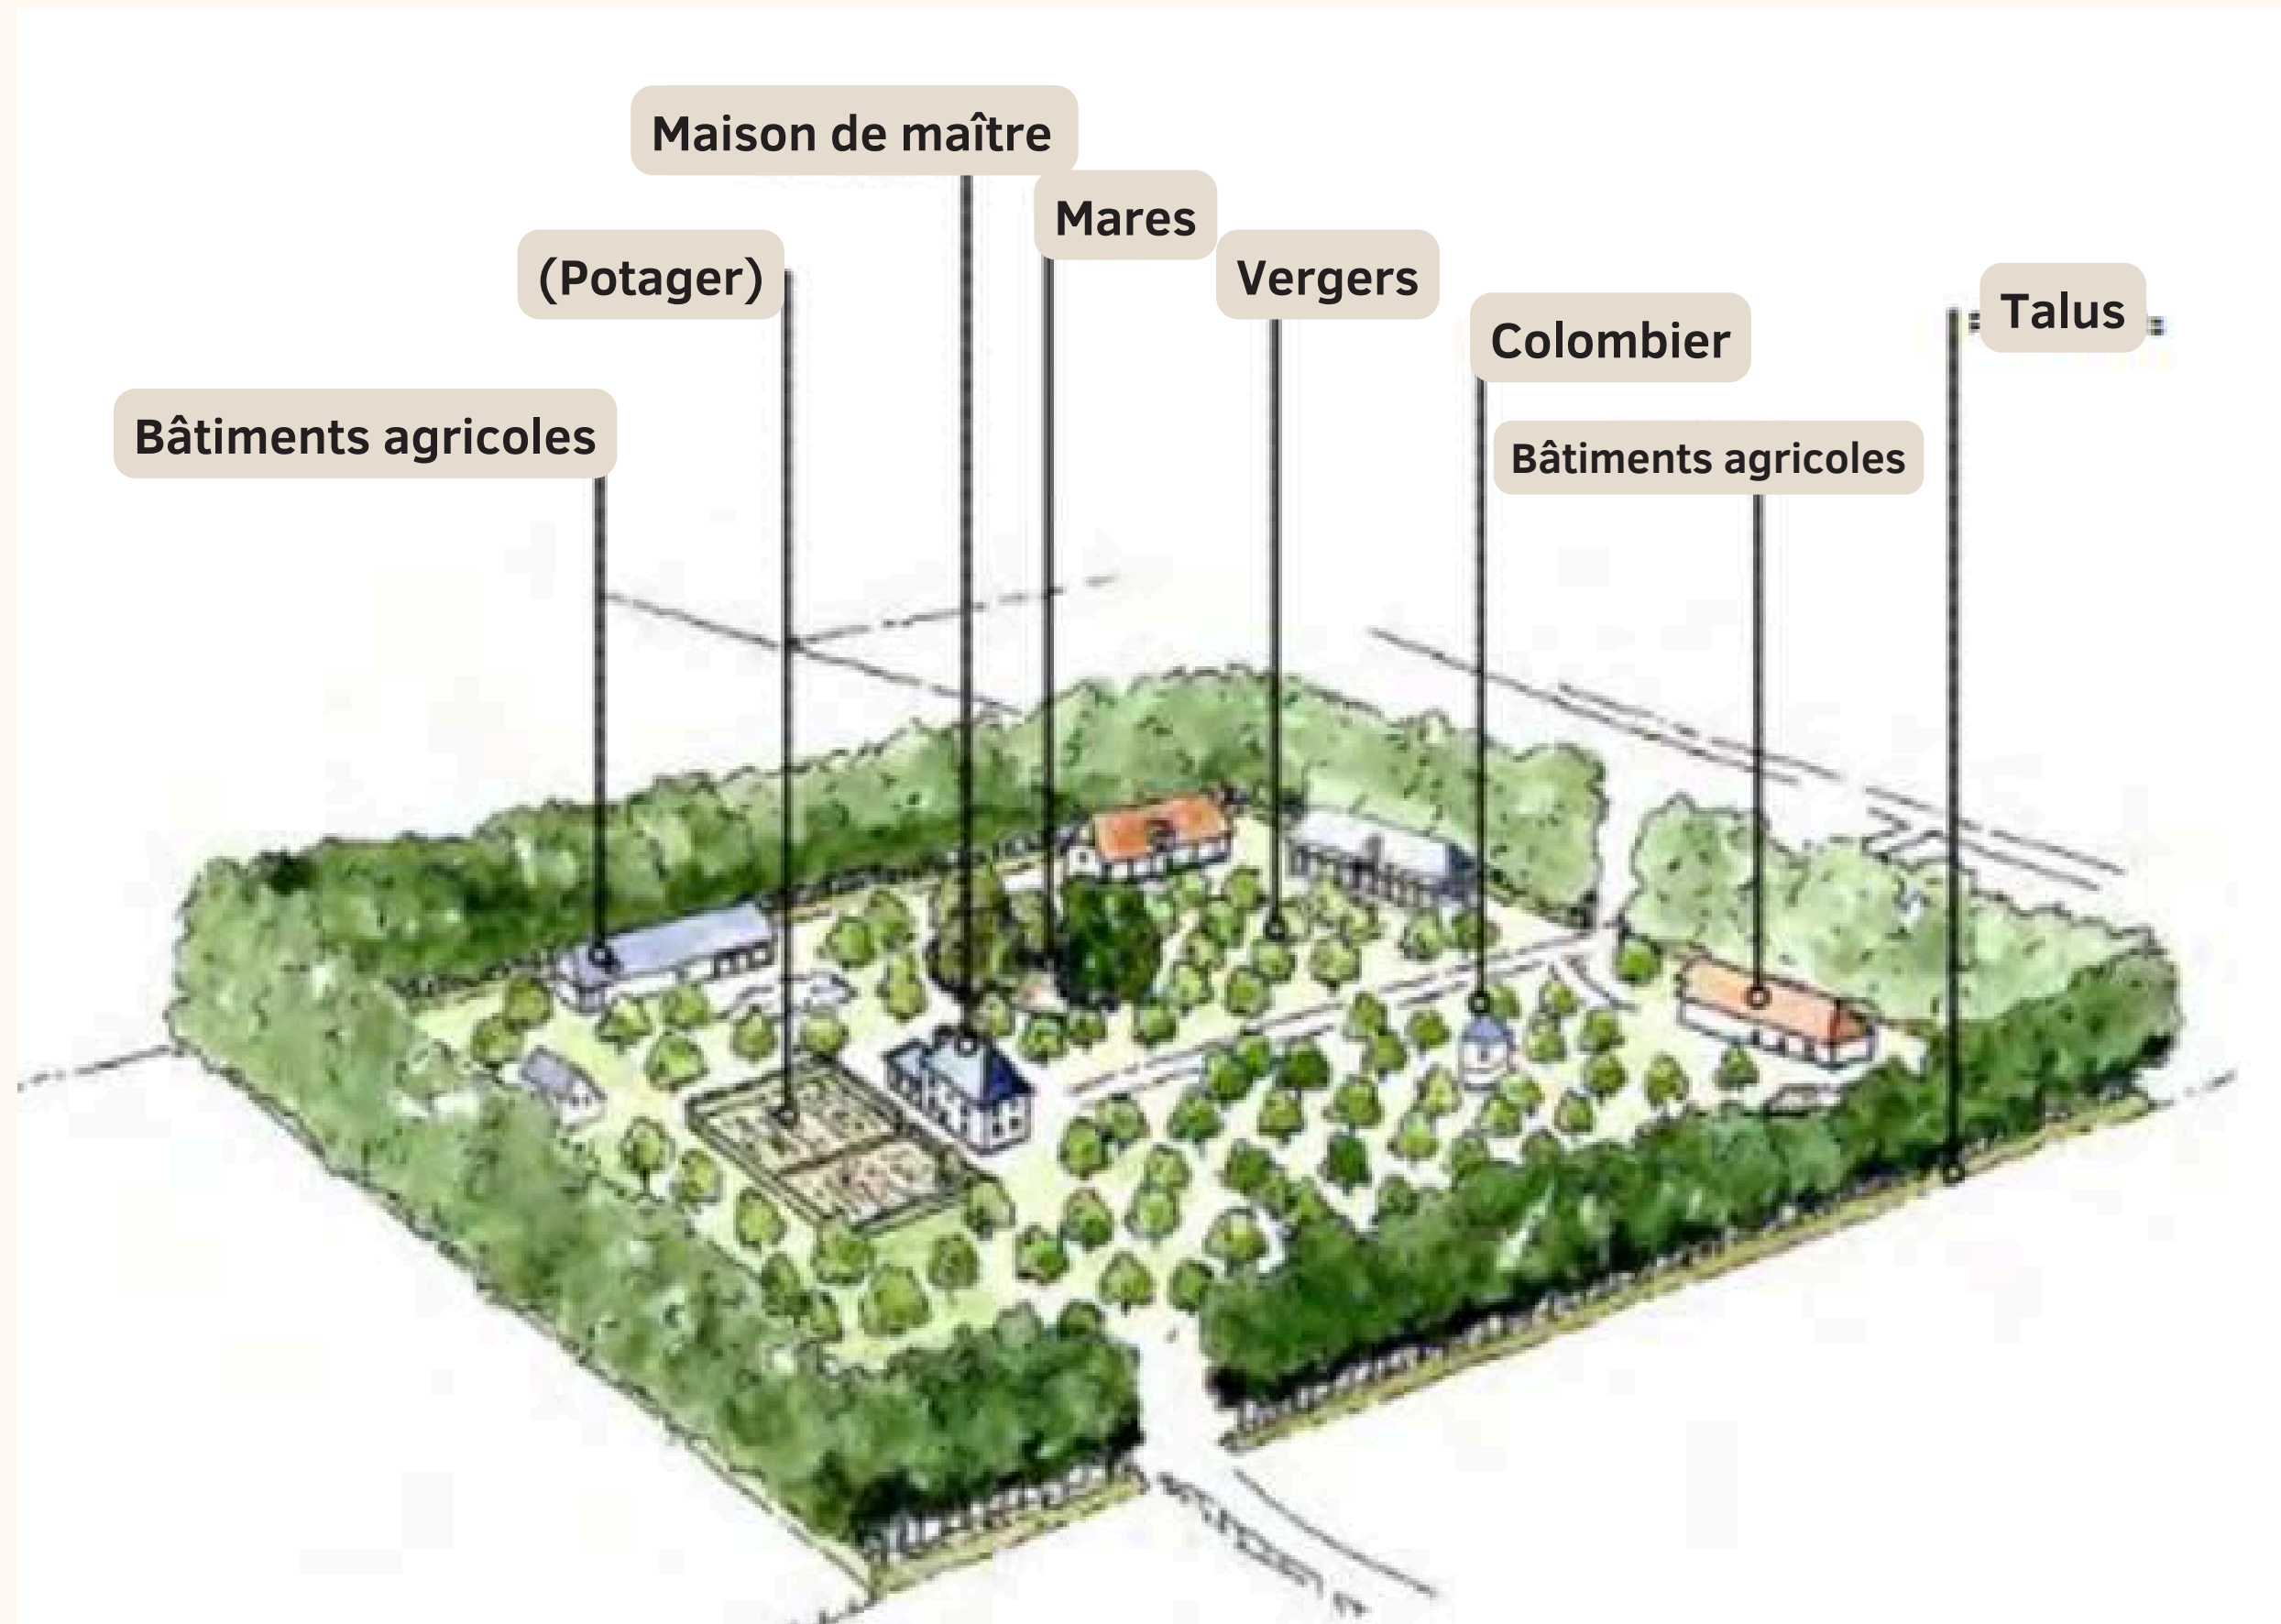 Maison de maître
Mares
(Potager)
Vergers
Talus
Colombier
Bâtiments agricoles
Bâtiments agricoles